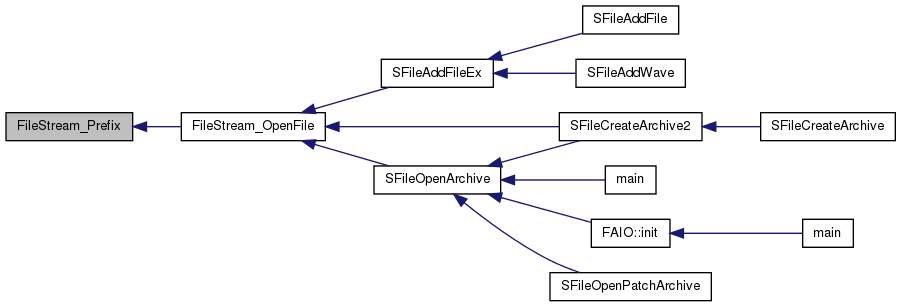 SFileAddFile
SFileAddFileEx
SFileAddWave
FileStream_Prefix
FileStream_OpenFile
SFileCreateArchive2
SFileCreateArchive
SFileOpenArchive
main
FAIO::init
main
SFileOpenPatchArchive